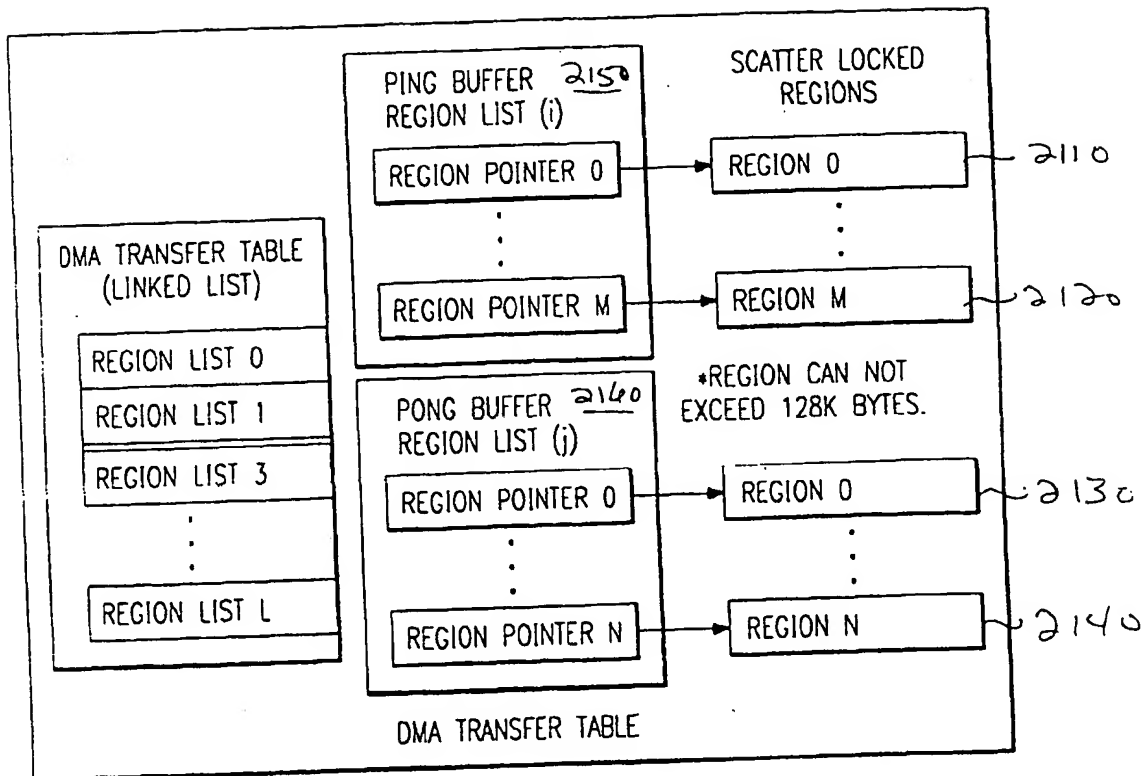 DMA TRANSFER TABLE
(LINKED LIST)
REGION LIST 0
REGION LIST 1
REGION LIST 3
REGION LIST L
PING BUFFER 2150
REGION LIST (i)
REGION POINTER 0
REGION POINTER M
PONG BUFFER 2160
REGION LIST (j)
REGION POINTER 0
REGION POINTER N
SCATTER LOCKED
REGIONS
REGION 0
2110
REGION M
2120
*REGION CAN NOT
EXCEED 128K BYTES.
REGION 0
2130
REGION N
2140
DMA TRANSFER TABLE